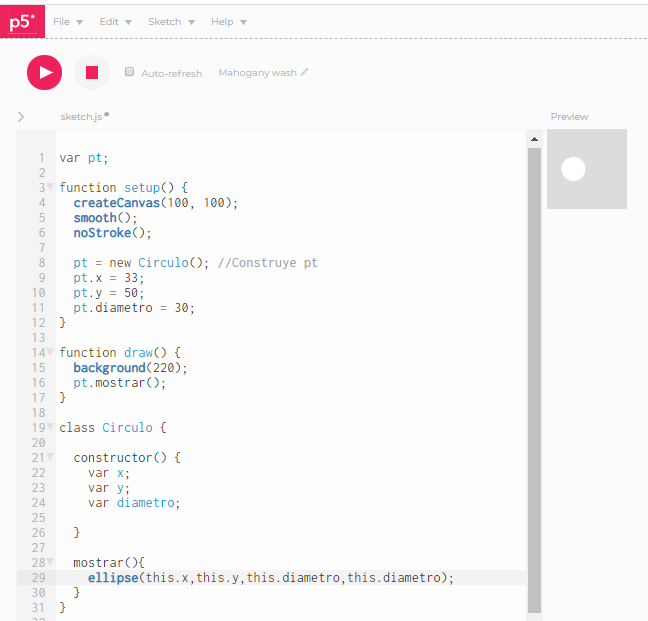 p5*
File Edit Sketch Help
Auto-refresh Mahogany wash
sketch.js Preview
1 var pt;
2
3 function setup() {
4 createCanvas(100, 100);
5 smooth();
6 noStroke();
7
8 pt = new Circulo(); //Construye pt
9 pt.x = 33;
10 pt.y = 50;
11 pt.diametro = 30;
12 }
13
14 function draw() {
15 background(220);
16 pt.mostrar();
17 }
18
19 class Circulo {
20
21 constructor() {
22 var x;
23 var y;
24 var diametro;
25
26 }
27
28 mostrar(){
29 ellipse(this.x,this.y,this.diametro,this.diametro);
30 }
31 }